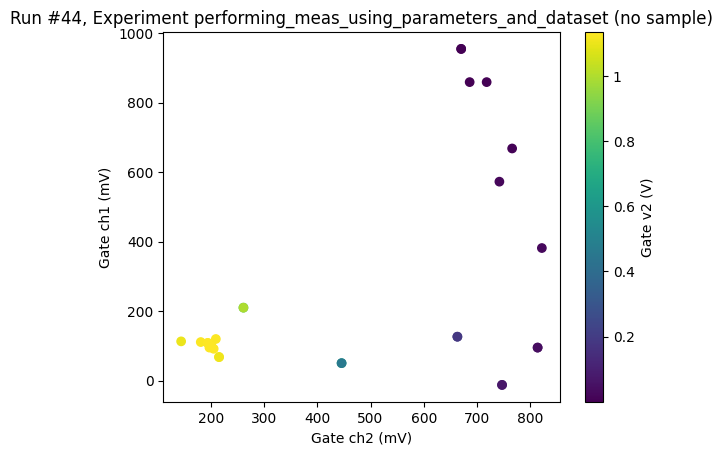 Run #44, Experiment performing_meas_using_parameters_and_dataset (no sample)
1000
800
600
400
200
0
Gate ch1 (mV)
200 300 400 500 600 700 800
Gate ch2 (mV)
1
0.8
0.6
0.4
0.2
Gate v2 (V)